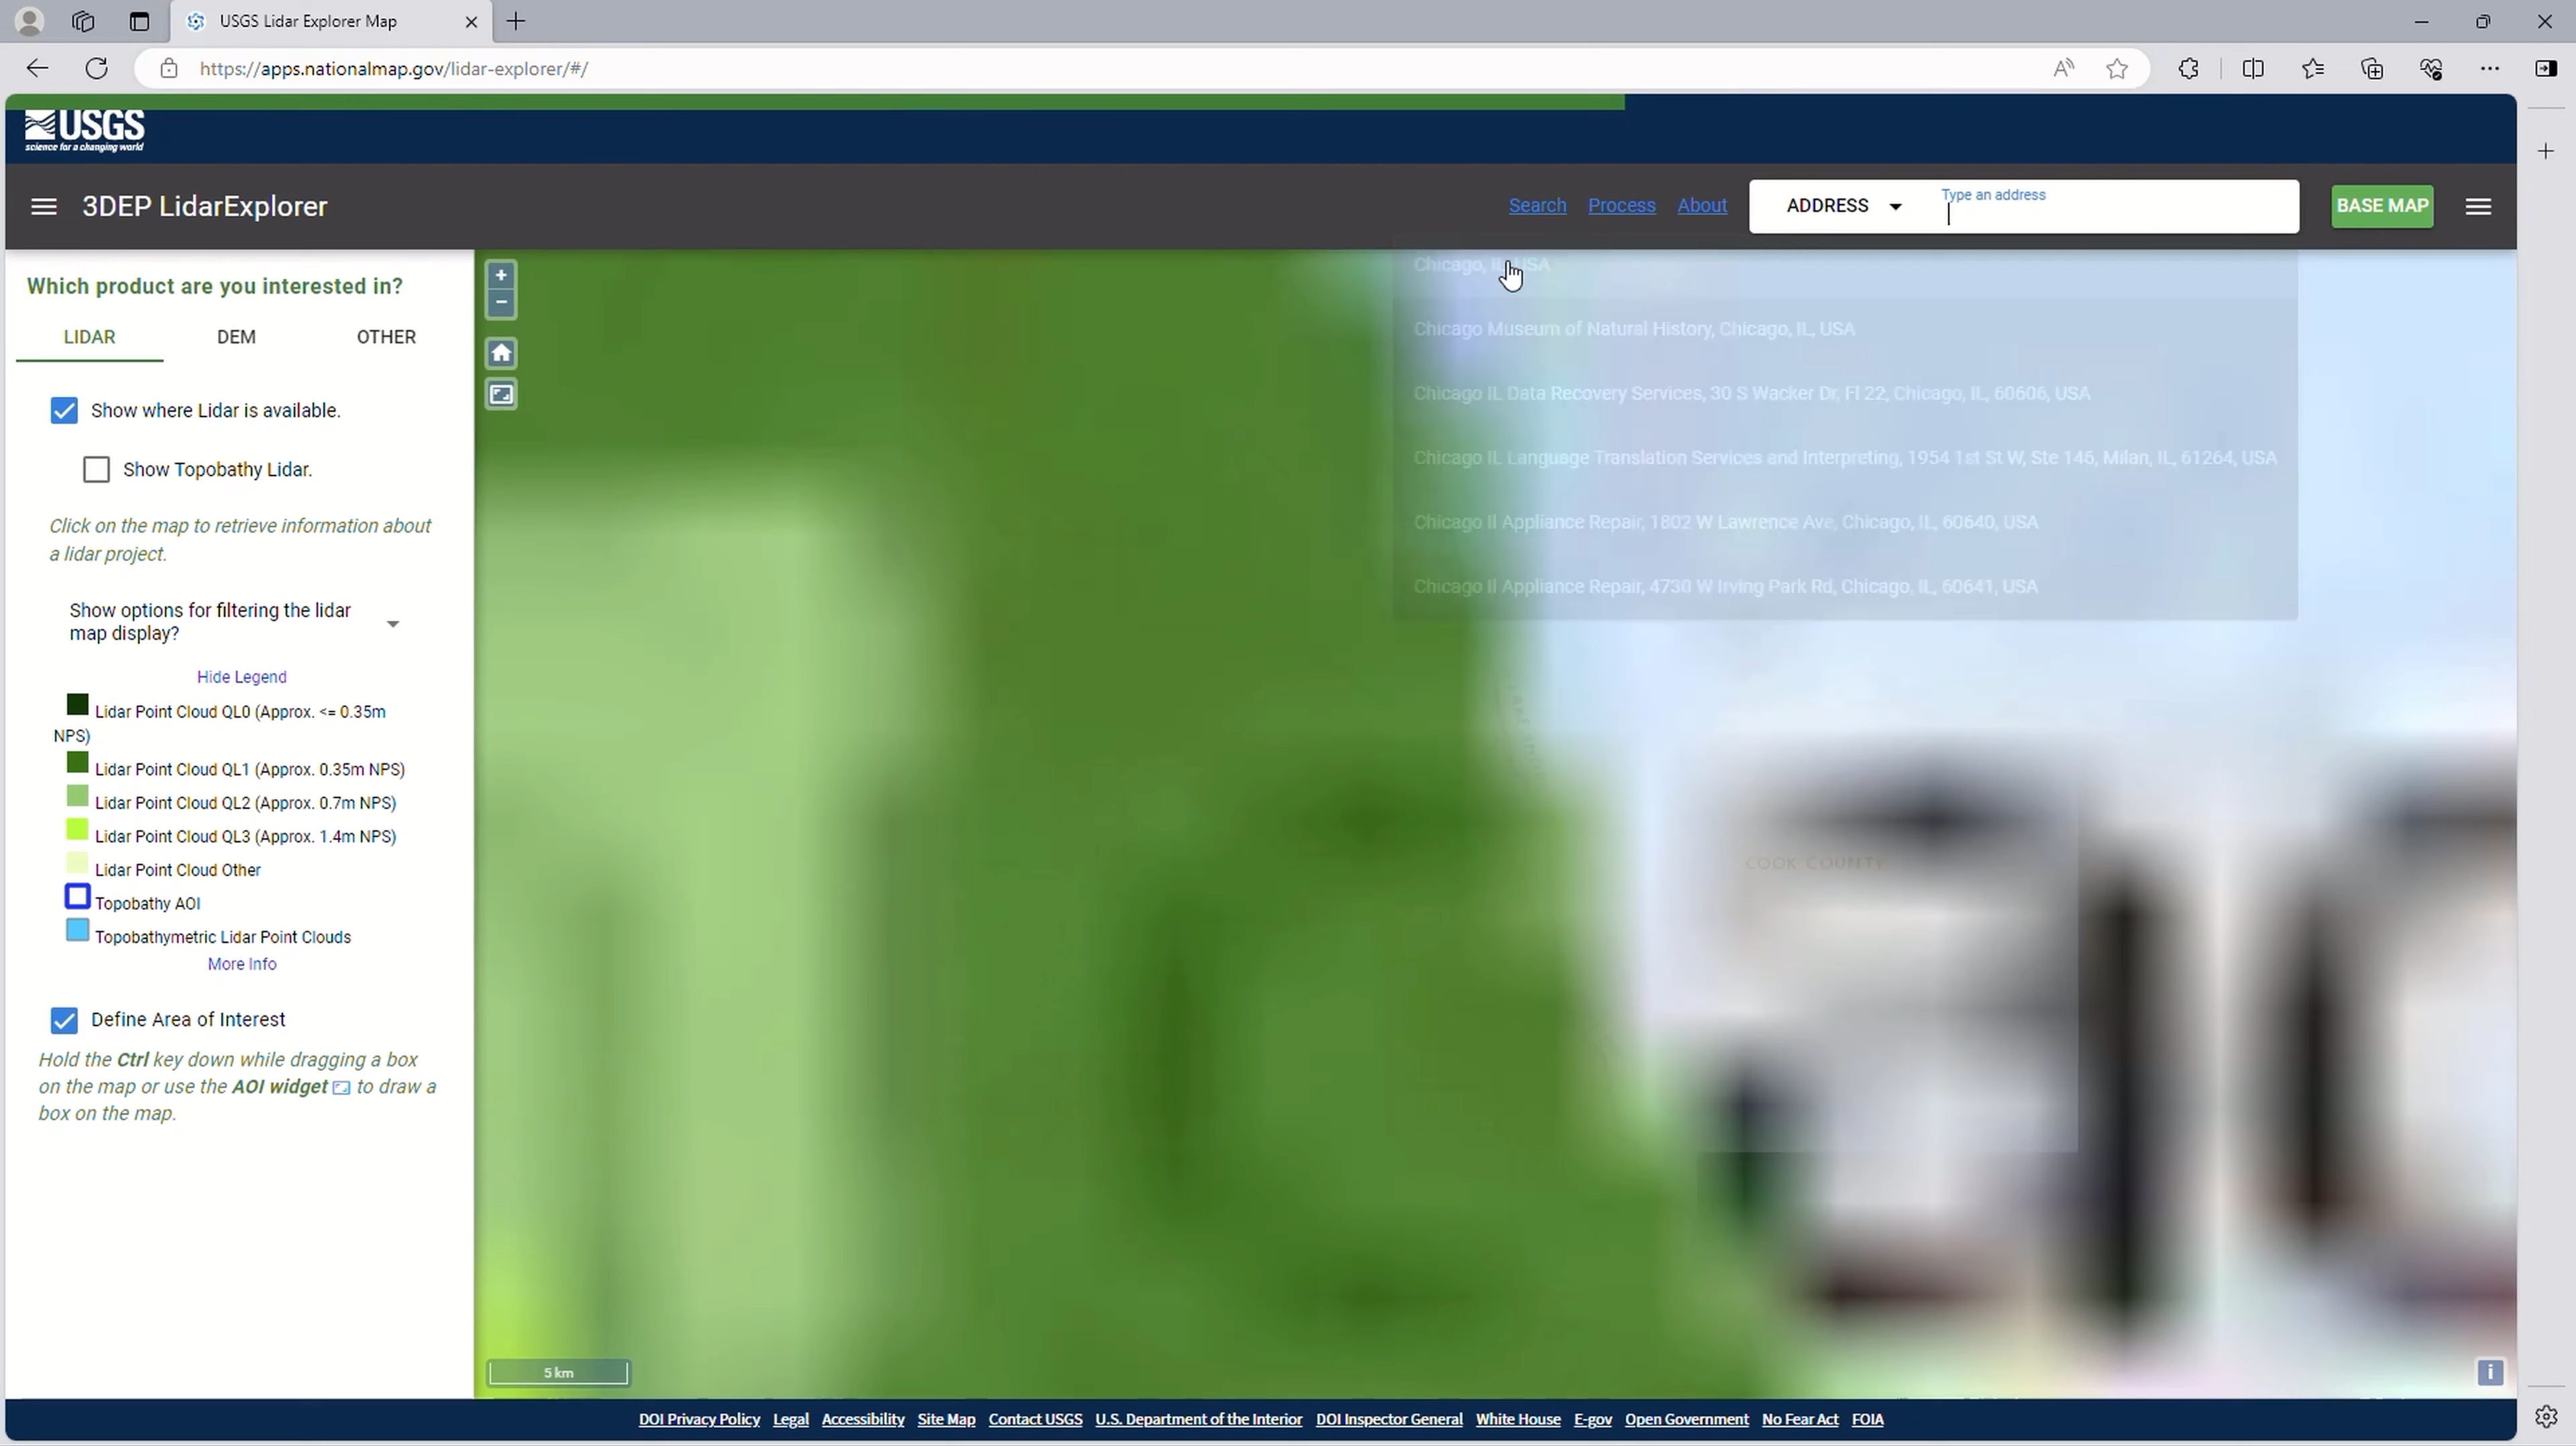 USGS Lidar Explorer Map
https://apps.nationalmap.gov/lidar-explorer/#/
USGS
science for a changing world
3DEP LidarExplorer
Search Process About
ADDRESS
Type an address
BASE MAP
Which product are you interested in?
LIDAR DEM OTHER
Show where Lidar is available.
Show Topobathy Lidar.
Click on the map to retrieve information about
a lidar project.
Show options for filtering the lidar
map display?
Hide Legend
Lidar Point Cloud QL0 (Approx. <= 0.35m
NPS)
Lidar Point Cloud QL1 (Approx. 0.35m NPS)
Lidar Point Cloud QL2 (Approx. 0.7m NPS)
Lidar Point Cloud QL3 (Approx. 1.4m NPS)
Lidar Point Cloud Other
Topobathy AOI
Topobathymetric Lidar Point Clouds
More Info
Define Area of Interest
Hold the Ctrl key down while dragging a box
on the map or use the AOI widget to draw a
box on the map.
Chicago, IL, USA
Chicago Museum of Natural History, Chicago, IL, USA
Chicago IL Data Recovery Services, 30 S Wacker Dr, Fl 22, Chicago, IL, 60606, USA
Chicago IL Language Translation Services and Interpreting, 1954 1st St W, Ste 146, Milan, IL, 61264, USA
Chicago Il Appliance Repair, 1802 W Lawrence Ave, Chicago, IL, 60640, USA
Chicago Il Appliance Repair, 4730 W Irving Park Rd, Chicago, IL, 60641, USA
COOK COUNTY
5 km
DOI Privacy Policy Legal Accessibility Site Map Contact USGS U.S. Department of the Interior DOI Inspector General White House E-gov Open Government No Fear Act FOIA